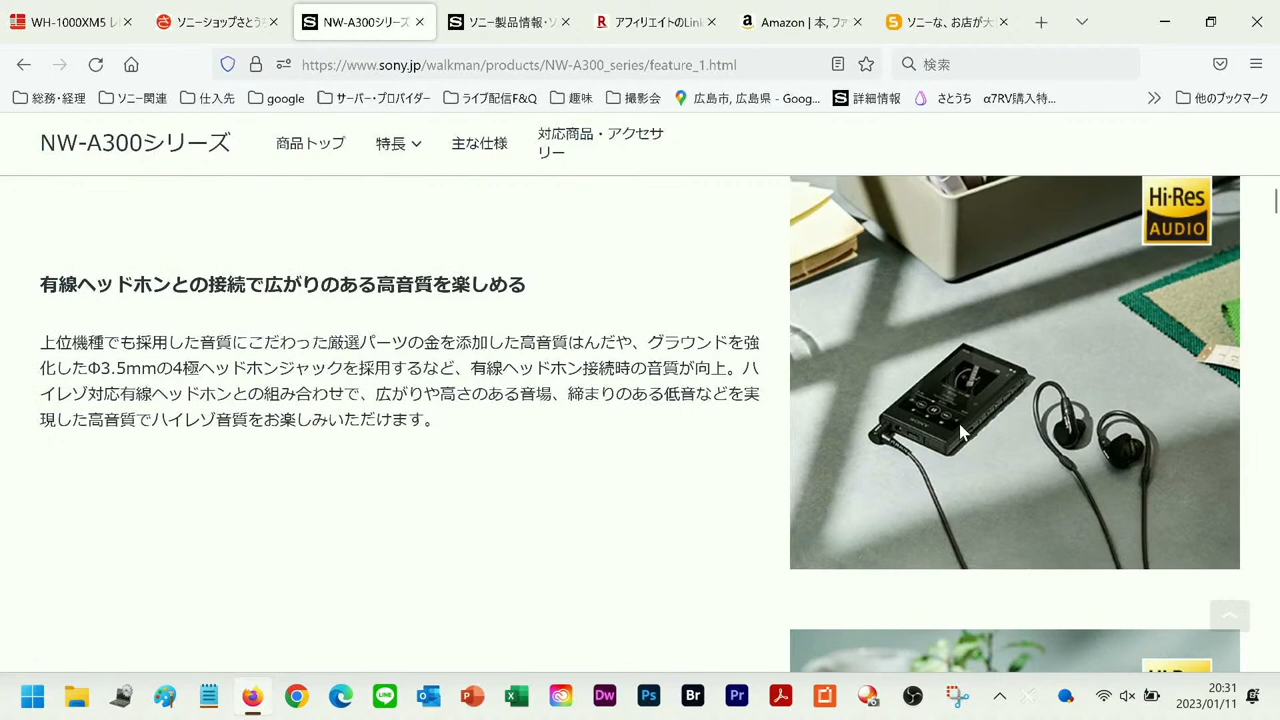 WH-1000XM5 レ
ソニーショップさとう
NW-A300シリーズ
ソニー製品情報・ソ
アフィリエイトのLink
Amazon | 本, ファ
ソニーな、お店が大
https://www.sony.jp/walkman/products/NW-A300_series/feature_1.html
検索
総務・経理
ソニー関連
仕入先
google
サーバー・プロバイダー
ライブ配信F&Q
趣味
撮影会
広島市, 広島県 - Goog...
詳細情報
さとうち
α7RV購入特...
他のブックマーク
NW-A300シリーズ
商品トップ
特長
主な仕様
対応商品・アクセサ
リー
Hi-Res
AUDIO
有線ヘッドホンとの接続で広がりのある高音質を楽しめる
上位機種でも採用した音質にこだわった厳選パーツの金を添加した高音質はんだや、グラウンドを強
化したΦ3.5mmの4極ヘッドホンジャックを採用するなど、有線ヘッドホン接続時の音質が向上。ハ
イレゾ対応有線ヘッドホンとの組み合わせで、広がりや高さのある音場、締まりのある低音などを実
現した高音質でハイレゾ音質をお楽しみいただけます。
SONY
Hi-Res
LINE
Dw
Ps
Br
Pr
20:31
2023/01/11